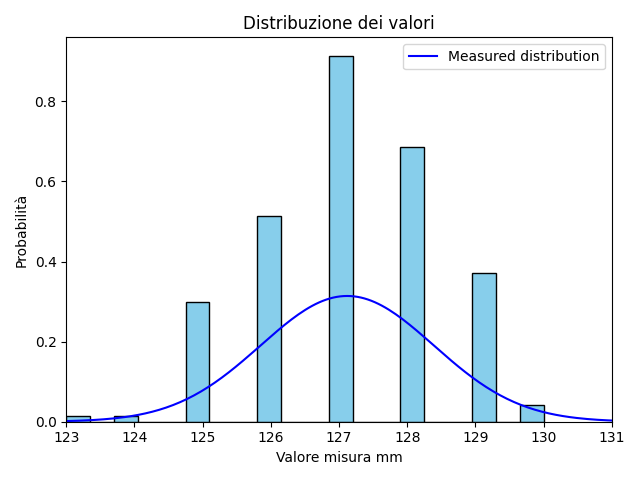 Distribuzione dei valori
Measured distribution
Probabilità
0.8
0.6
0.4
0.2
0.0
123 124 125 126 127 128 129 130 131
Valore misura mm